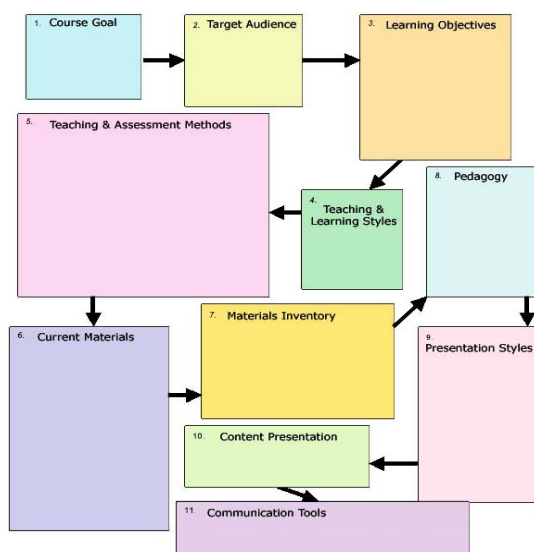 1. Course Goal
2. Target Audience
3. Learning Objectives
4. Teaching &
Learning Styles
5. Teaching & Assessment Methods
6. Current Materials
7. Materials Inventory
8. Pedagogy
9.
Presentation Styles
10. Content Presentation
11. Communication Tools